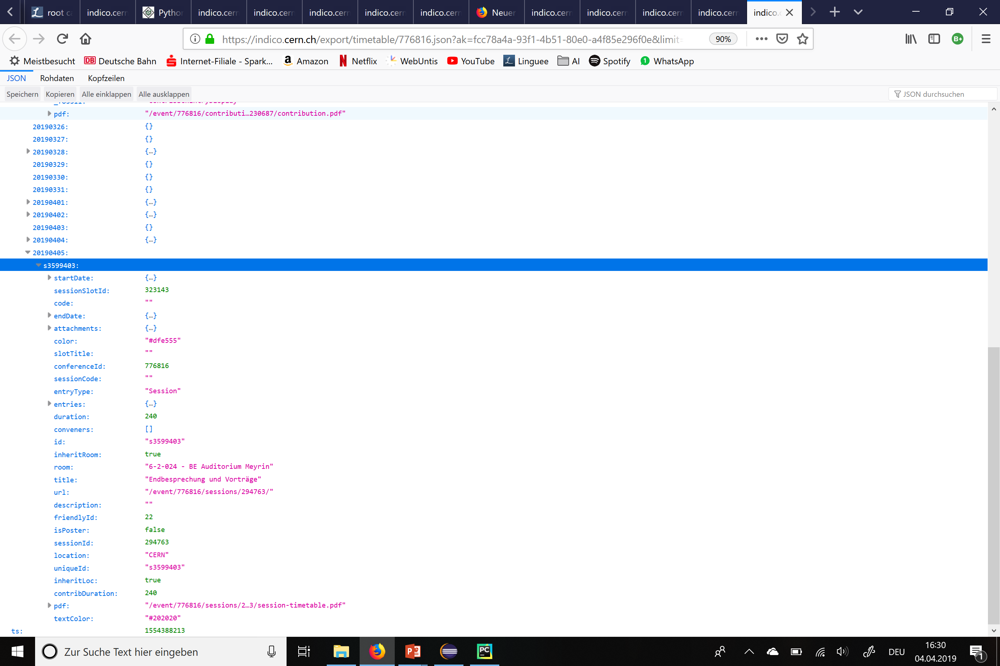 root c
indico.cern
Pytho
indico.cern
indico.cern
indico.cern
indico.cern
indico.cern
Neuer
indico.cern
indico.cern
indico.cern
indico.cern
indico.
https://indico.cern.ch/export/timetable/776816.json?ak=fcc78a4a-93f1-4b51-80e0-a4f85e296f0e&limit=
90%
B+
Meistbesucht
DB Deutsche Bahn
Internet-Filiale - Spark...
a Amazon
N Netflix
WebUntis
YouTube
L Linguee
AI
Spotify
1 WhatsApp
JSON Rohdaten Kopfzeilen
Speichern Kopieren Alle einklappen Alle ausklappen JSON durchsuchen
pdf: "/event/776816/contributi…230687/contribution.pdf"
20190326: {}
20190327: {}
20190328: {…}
20190329: {}
20190330: {}
20190331: {}
20190401: {…}
20190402: {…}
20190403: {}
20190404: {…}
20190405:
s3599403:
startDate: {…}
sessionSlotId: 323143
code: ""
endDate: {…}
attachments: {…}
color: "#dfe555"
slotTitle: ""
conferenceId: 776816
sessionCode: ""
entryType: "Session"
entries: {…}
duration: 240
conveners: []
id: "s3599403"
inheritRoom: true
room: "6-2-024 - BE Auditorium Meyrin"
title: "Endbesprechung und Vorträge"
url: "/event/776816/sessions/294763/"
description: ""
friendlyId: 22
isPoster: false
sessionId: 294763
location: "CERN"
uniqueId: "s3599403"
inheritLoc: true
contribDuration: 240
pdf: "/event/776816/sessions/2…3/session-timetable.pdf"
textColor: "#202020"
ts: 1554388213
Zur Suche Text hier eingeben
P
PC
DEU
16:30
04.04.2019
1